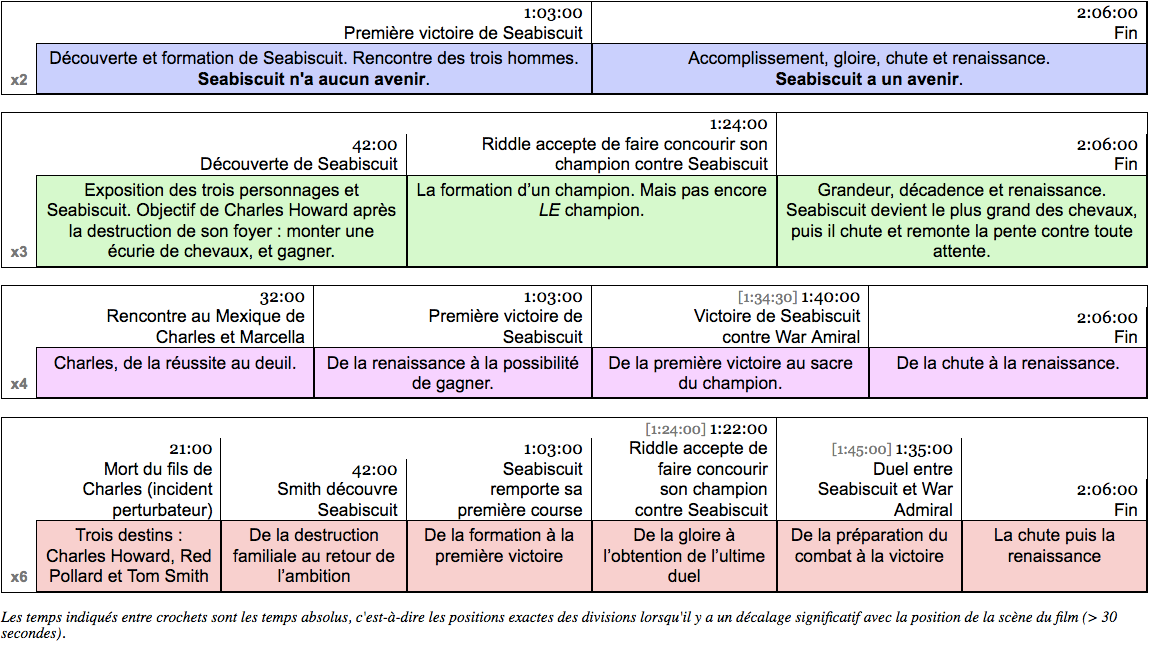 1:03:00
Première victoire de Seabiscuit
2:06:00
Fin
x2
Découverte et formation de Seabiscuit. Rencontre des trois hommes.
Seabiscuit n'a aucun avenir.
Accomplissement, gloire, chute et renaissance.
Seabiscuit a un avenir.
42:00
Découverte de Seabiscuit
1:24:00
Riddle accepte de faire concourir son
champion contre Seabiscuit
2:06:00
Fin
x3
Exposition des trois personnages et
Seabiscuit. Objectif de Charles Howard après
la destruction de son foyer : monter une
écurie de chevaux, et gagner.
La formation d'un champion. Mais pas encore
LE champion.
Grandeur, décadence et renaissance.
Seabiscuit devient le plus grand des chevaux,
puis il chute et remonte la pente contre toute
attente.
32:00
Rencontre au Mexique de
Charles et Marcella
1:03:00
Première victoire de
Seabiscuit
[1:34:30] 1:40:00
Victoire de Seabiscuit
contre War Amiral
2:06:00
Fin
x4
Charles, de la réussite au deuil.
De la renaissance à la possibilité
de gagner.
De la première victoire au sacre
du champion.
De la chute à la renaissance.
21:00
Mort du fils de
Charles (incident
perturbateur)
42:00
Smith découvre
Seabiscuit
1:03:00
Seabiscuit
remporte sa
première course
[1:24:00] 1:22:00
Riddle accepte de
faire concourir
son champion
contre Seabiscuit
[1:45:00] 1:35:00
Duel entre
Seabiscuit et War
Admiral
2:06:00
Fin
x6
Trois destins :
Charles Howard, Red
Pollard et Tom Smith
De la destruction
familiale au retour de
l'ambition
De la formation à la
première victoire
De la gloire à
l'obtention de l'ultime
duel
De la préparation du
combat à la victoire
La chute puis la
renaissance
Les temps indiqués entre crochets sont les temps absolus, c'est-à-dire les positions exactes des divisions lorsqu'il y a un décalage significatif avec la position de la scène du film (> 30
secondes).